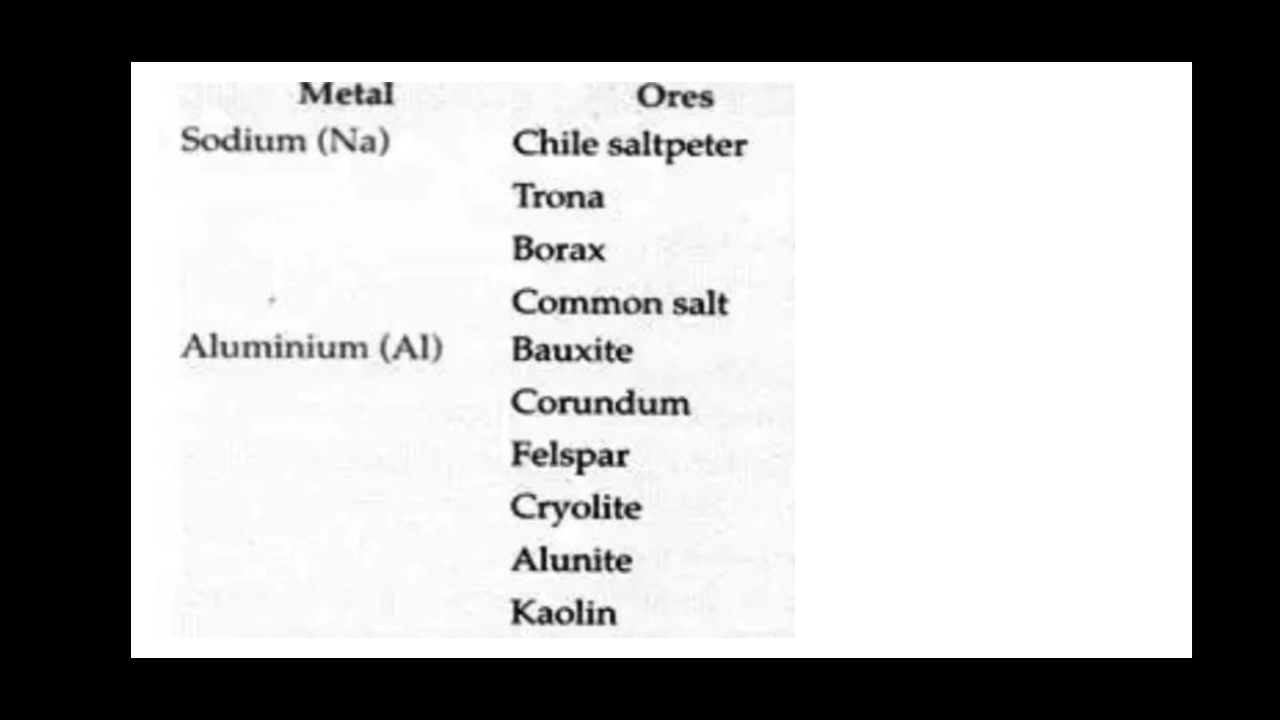 Metal Ores
Sodium (Na) Chile saltpeter
Trona
Borax
Common salt
Aluminium (Al) Bauxite
Corundum
Felspar
Cryolite
Alunite
Kaolin